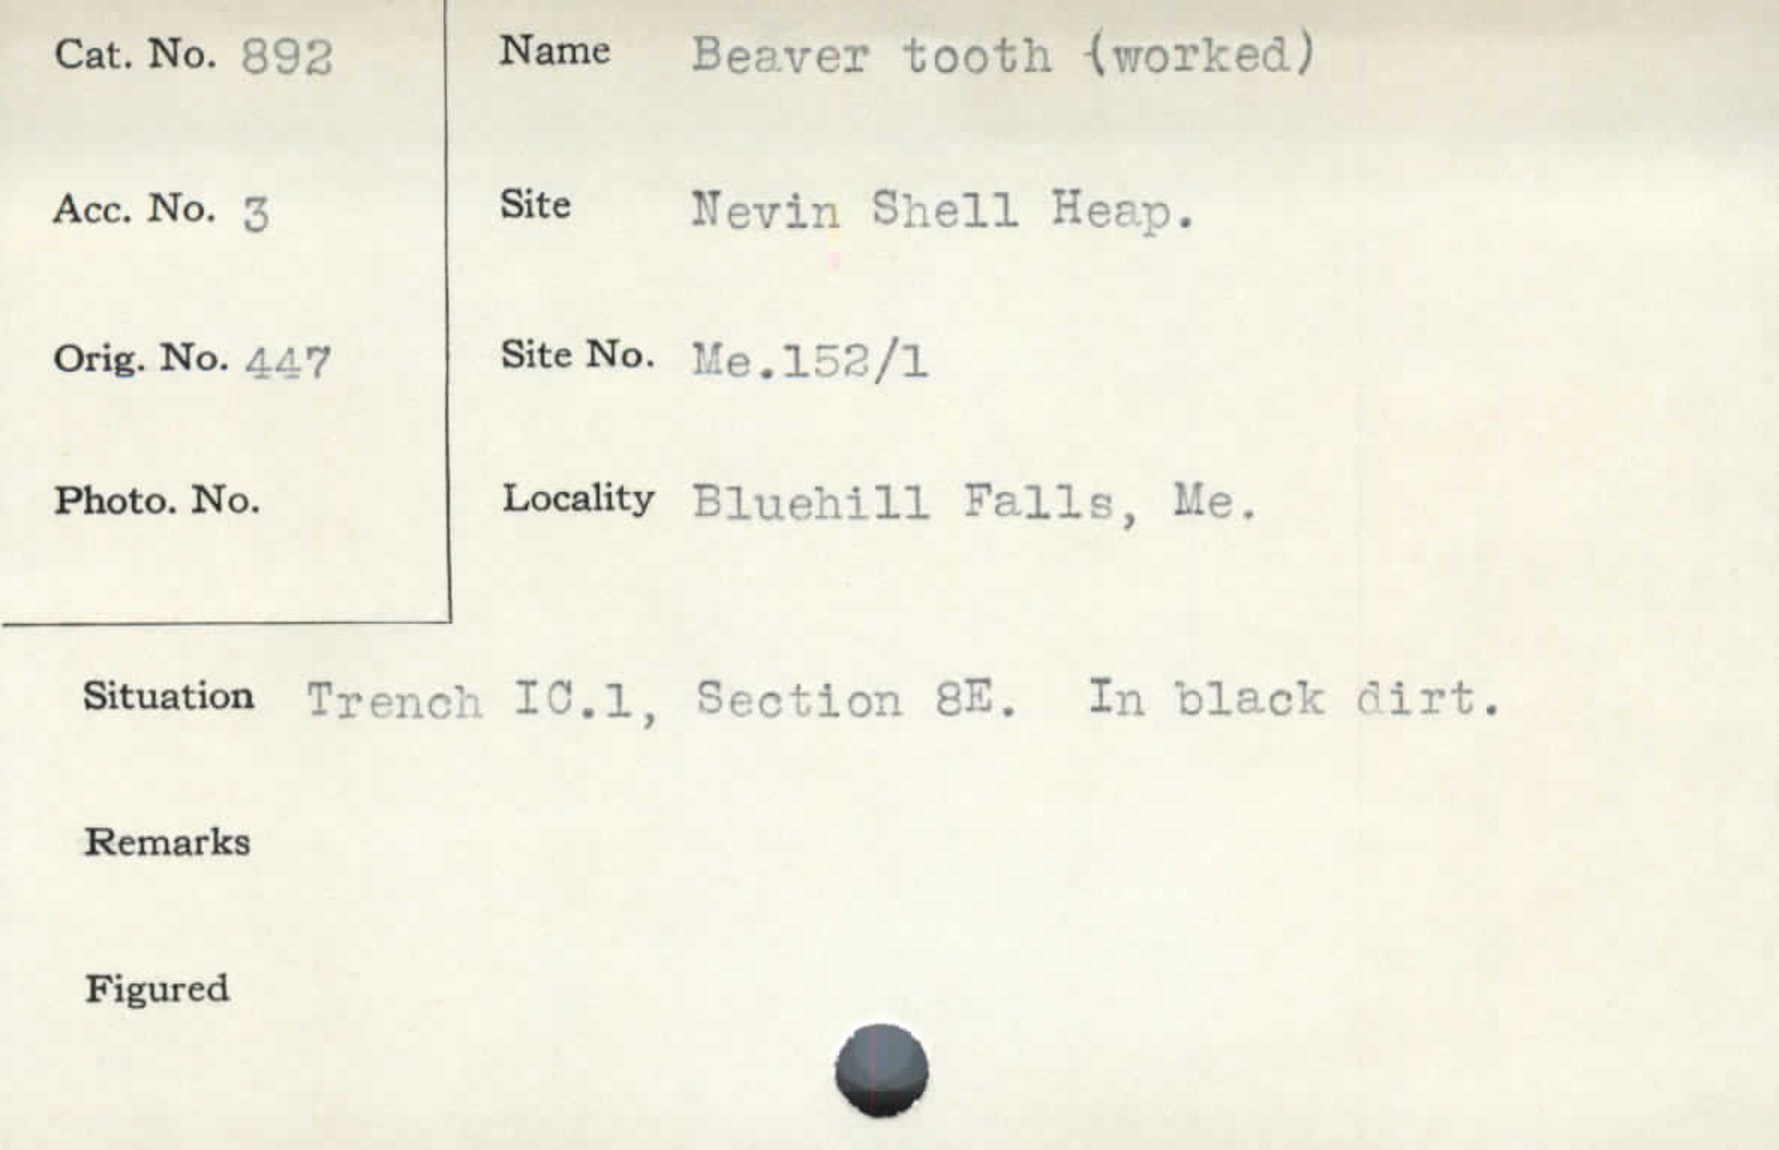 Cat. No. 892
Name Beaver tooth (worked)
Acc. No. 3
Site Nevin Shell Heap.
Orig. No. 447
Site No. Me.152/1
Photo. No.
Locality Bluehill Falls, Me.
Situation Trench IC.1, Section 8E. In black dirt.
Remarks
Figured